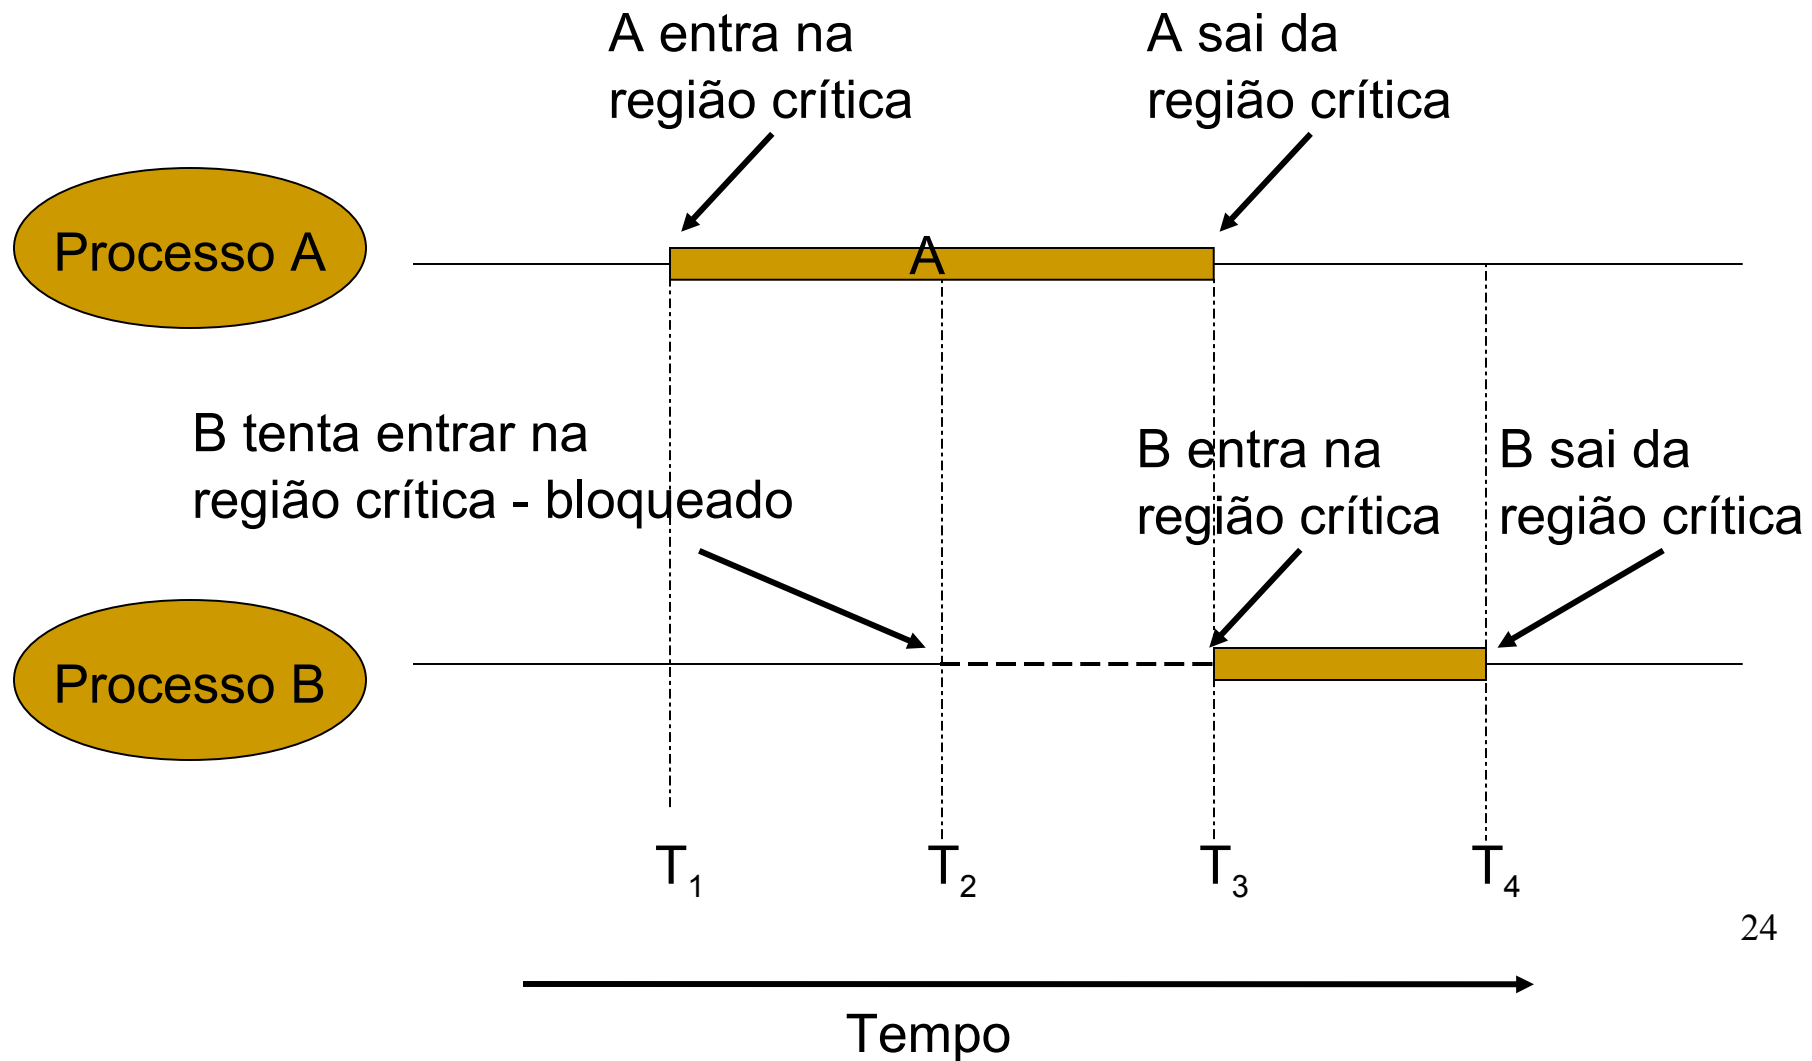 A entra na
região crítica
A sai da
região crítica
Processo A
A
B tenta entrar na
região crítica - bloqueado
B entra na
região crítica
B sai da
região crítica
Processo B
T1
T2
T3
T4
24
Tempo